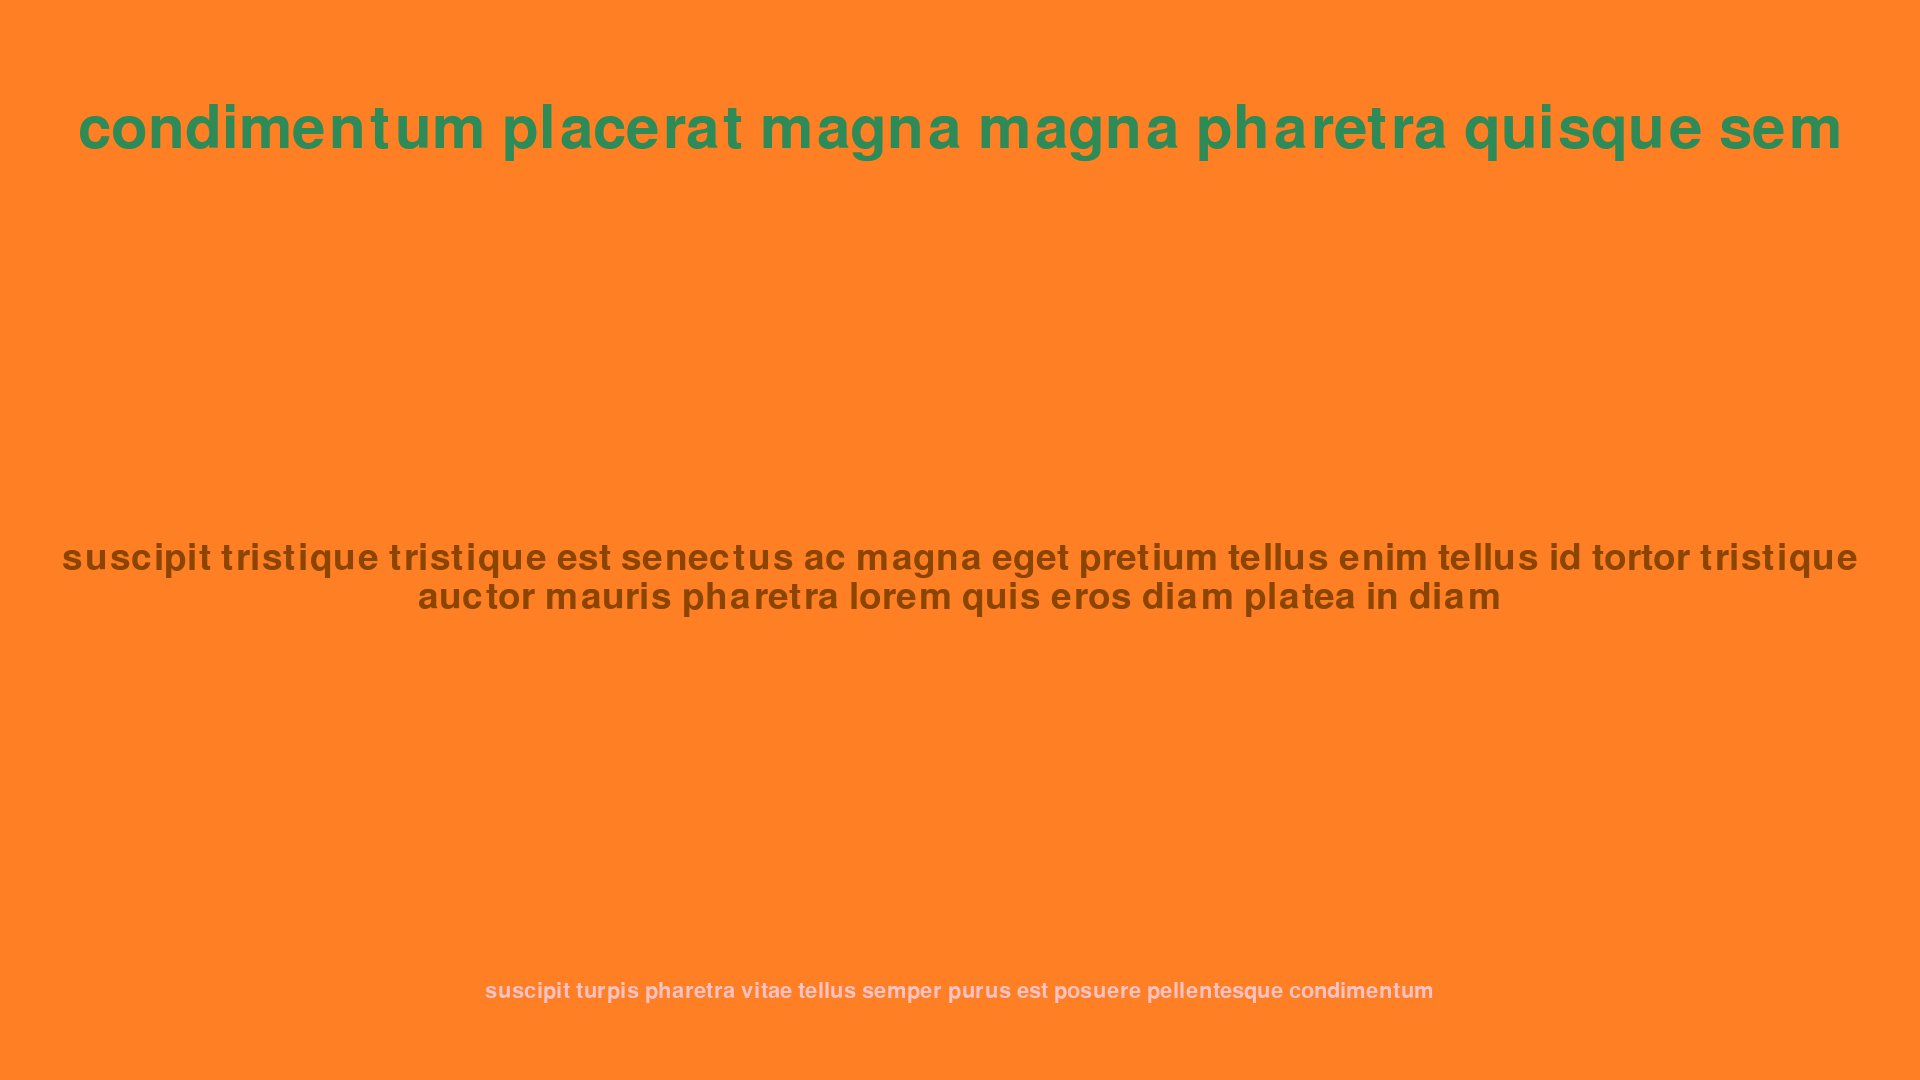 condimentum placerat magna magna pharetra quisque sem
suscipit tristique tristique est senectus ac magna eget pretium tellus enim tellus id tortor tristique
auctor mauris pharetra lorem quis eros diam platea in diam
suscipit turpis pharetra vitae tellus semper purus est posuere pellentesque condimentum